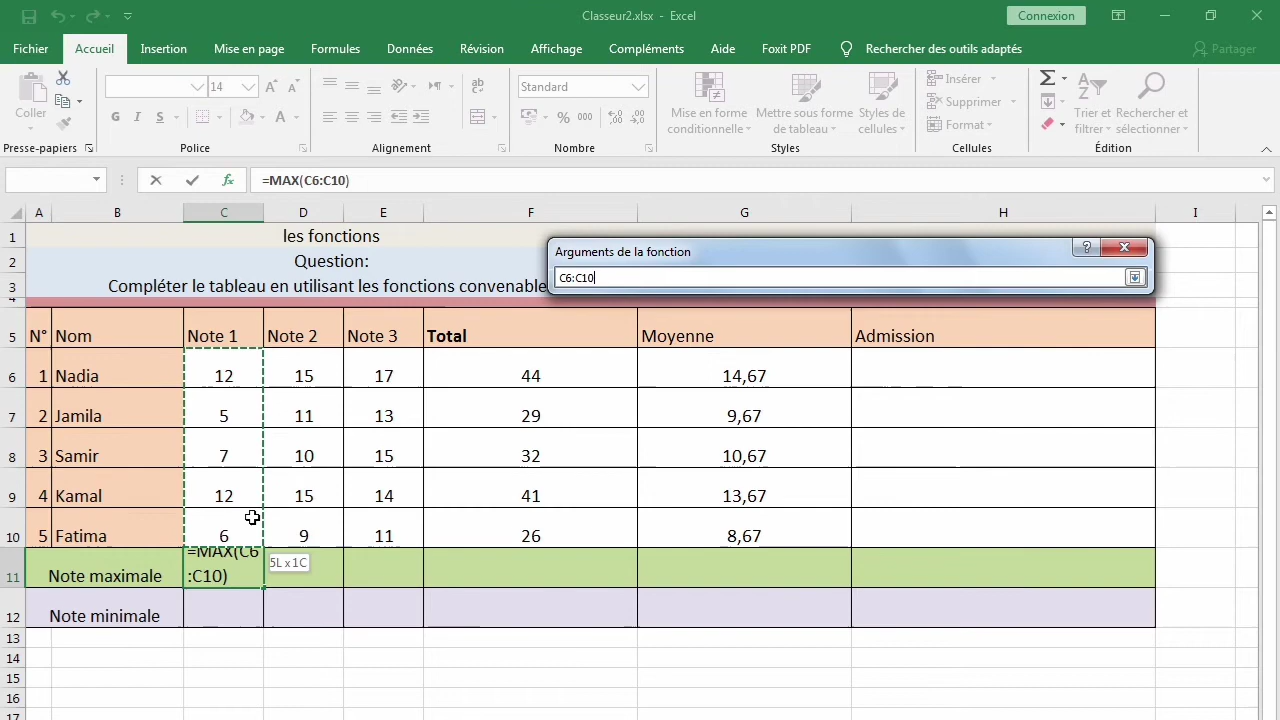 Classeur2.xlsx - Excel
Connexion
Fichier Accueil Insertion Mise en page Formules Données Révision Affichage Compléments Aide Foxit PDF Rechercher des outils adaptés Partager
Coller
14
G I S A
Standard
% 000
Mise en forme conditionnelle
Mettre sous forme de tableau
Styles de cellules
Insérer
Supprimer
Format
Trier et filtrer
Rechercher et sélectionner
Presse-papiers Police Alignement Nombre Styles Cellules Édition
fx =MAX(C6:C10)
A B C D E F G H I
1 les fonctions
2 Question:
3 Compléter le tableau en utilisant les fonctions convenable
Arguments de la fonction
C6:C10
4
5 N° Nom Note 1 Note 2 Note 3 Total Moyenne Admission
6 1 Nadia 12 15 17 44 14,67
7 2 Jamila 5 11 13 29 9,67
8 3 Samir 7 10 15 32 10,67
9 4 Kamal 12 15 14 41 13,67
10 5 Fatima 6 9 11 26 8,67
11 Note maximale =MAX(C6:C10) 5L x 1C
12 Note minimale
13
14
15
16
17